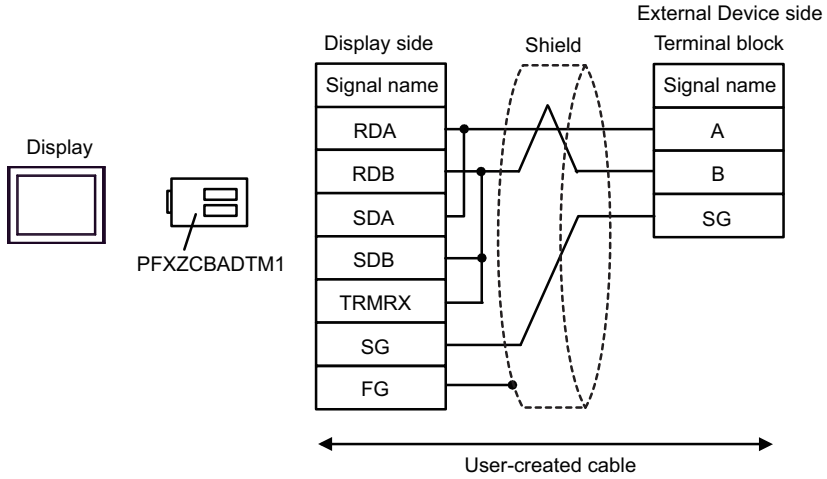 External Device side
Display side
Shield
Terminal block
Signal name
Signal name
RDA
A
Display
RDB
B
SDA
SG
PFXZCBADTM1
SDB
TRMRX
SG
FG
User-created cable